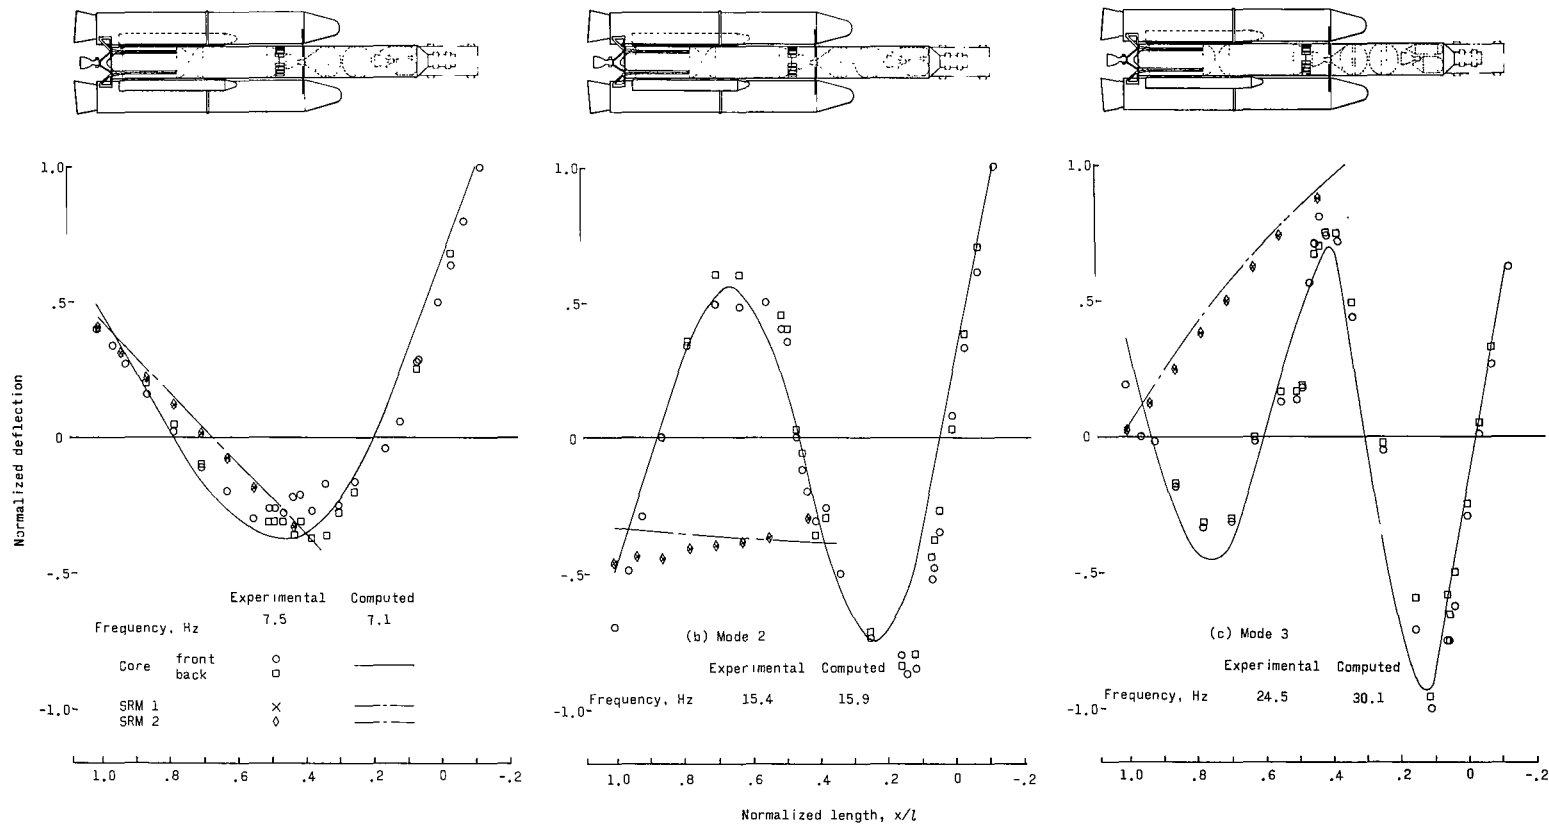 Normalized deflection
1.0
.5
0
-.5
-1.0
Experimental Computed
Frequency, Hz 7.5 7.1
Core front
back
SRM 1
SRM 2
1.0 .8 .6 .4 .2 0 -.2
1.0
.5
0
-.5
-1.0
(b) Mode 2
Experimental Computed
Frequency, Hz 15.4 15.9
1.0 .8 .6 .4 .2 0 -.2
Normalized length, x/l
1.0
.5
0
-.5
-1.0
(c) Mode 3
Experimental Computed
Frequency, Hz 24.5 30.1
1.0 .8 .6 .4 .2 0 -.2